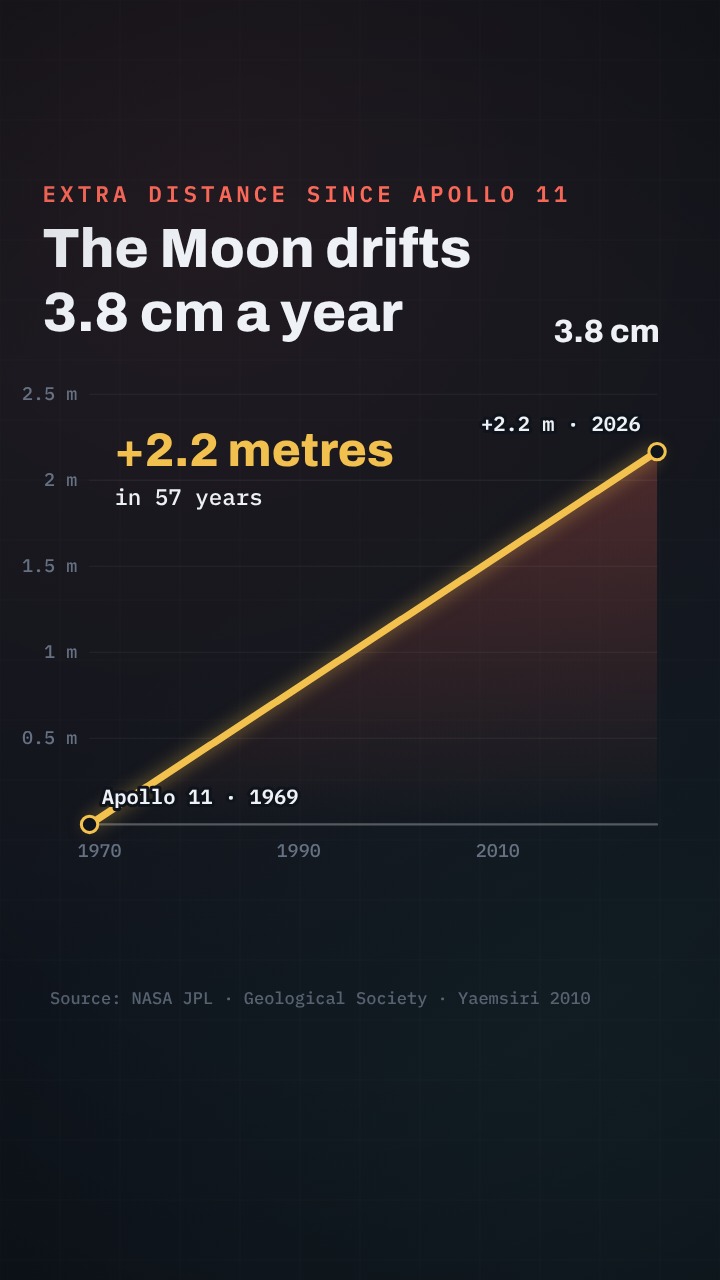 EXTRA DISTANCE SINCE APOLLO 11
The Moon drifts
3.8 cm a year
3.8 cm
2.5 m
+2.2 m · 2026
+2.2 metres
2 m
in 57 years
1.5 m
1 m
0.5 m
Apollo 11 · 1969
1970 1990 2010
Source: NASA JPL · Geological Society · Yaemsiri 2010